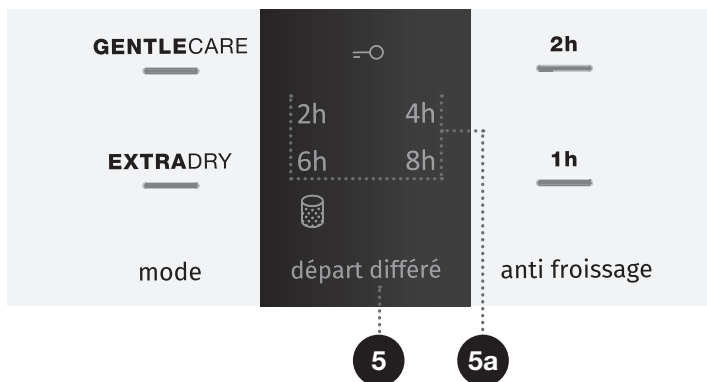 GENTLECARE
2h
2h 4h
EXTRADRY
6h 8h
1h
mode
départ différé
anti froissage
5
5a